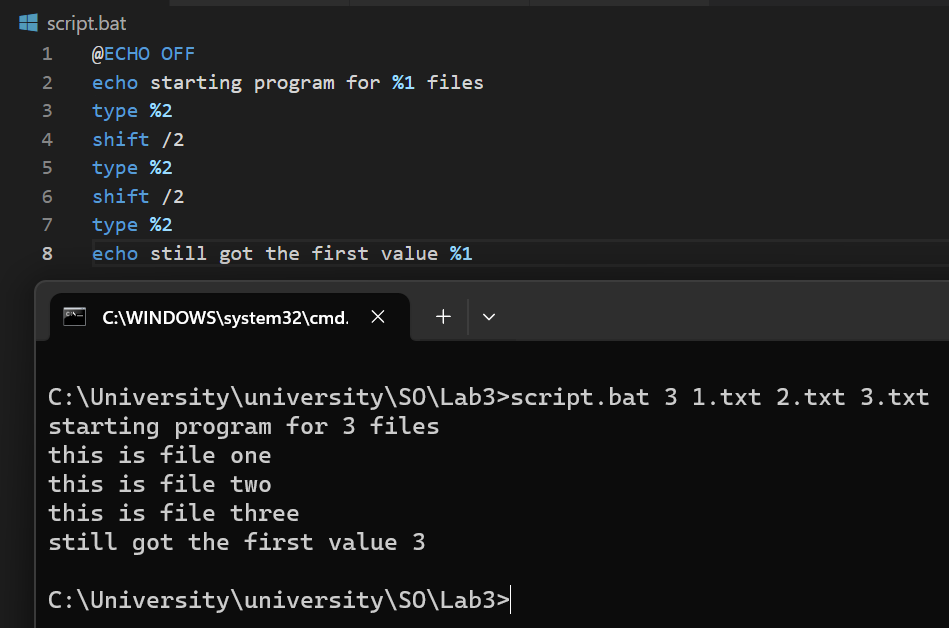 script.bat
1 @ECHO OFF
2 echo starting program for %1 files
3 type %2
4 shift /2
5 type %2
6 shift /2
7 type %2
8 echo still got the first value %1
C:\WINDOWS\system32\cmd.
C:\University\university\SO\Lab3>script.bat 3 1.txt 2.txt 3.txt
starting program for 3 files
this is file one
this is file two
this is file three
still got the first value 3
C:\University\university\SO\Lab3>